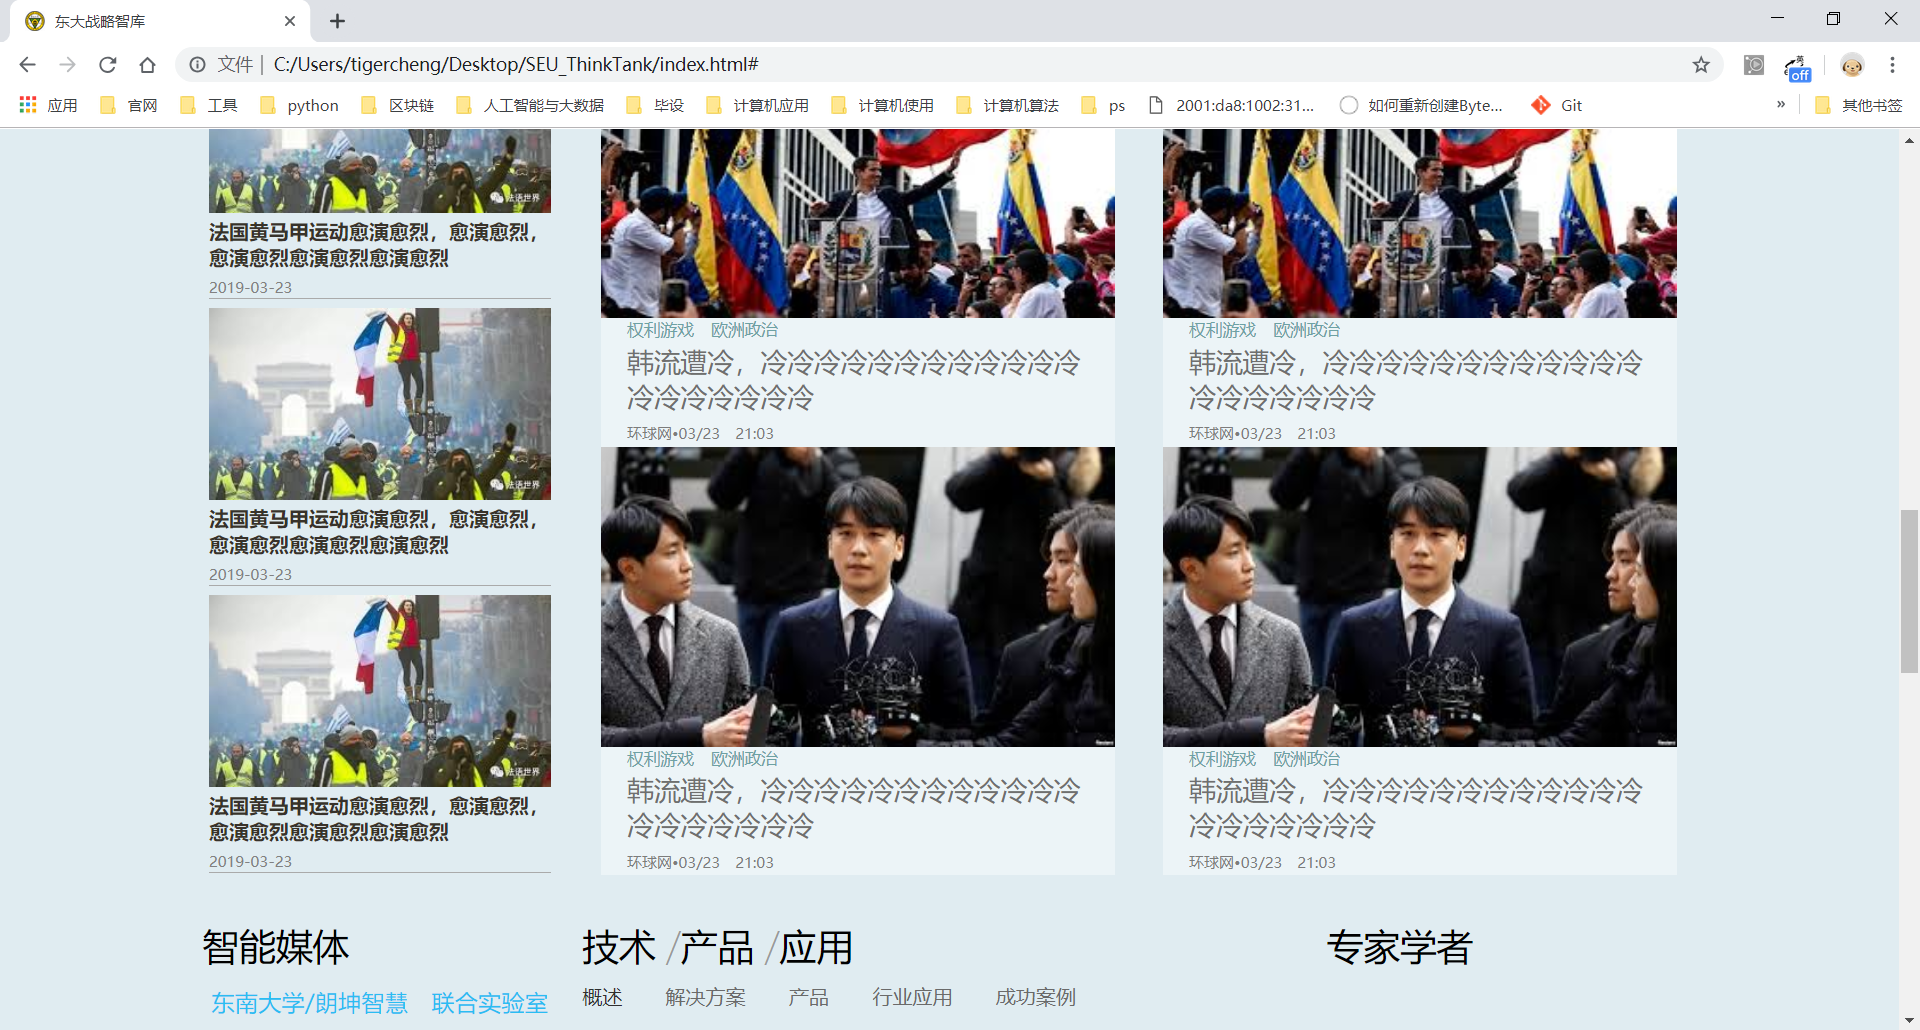 东大战略智库
文件 C:/Users/tigercheng/Desktop/SEU_ThinkTank/index.html#
off
应用 官网 工具 python 区块链 人工智能与大数据 毕设 计算机应用 计算机使用 计算机算法 ps 2001:da8:1002:31... 如何重新创建Byte... Git » 其他书签
法语世界
法国黄马甲运动愈演愈烈，愈演愈烈，
愈演愈烈愈演愈烈愈演愈烈
2019-03-23
法语世界
法国黄马甲运动愈演愈烈，愈演愈烈，
愈演愈烈愈演愈烈愈演愈烈
2019-03-23
法语世界
法国黄马甲运动愈演愈烈，愈演愈烈，
愈演愈烈愈演愈烈愈演愈烈
2019-03-23
权利游戏 欧洲政治
韩流遭冷，冷冷冷冷冷冷冷冷冷冷冷冷
冷冷冷冷冷冷冷
环球网•03/23 21:03
权利游戏 欧洲政治
韩流遭冷，冷冷冷冷冷冷冷冷冷冷冷冷
冷冷冷冷冷冷冷
环球网•03/23 21:03
权利游戏 欧洲政治
韩流遭冷，冷冷冷冷冷冷冷冷冷冷冷冷
冷冷冷冷冷冷冷
环球网•03/23 21:03
权利游戏 欧洲政治
韩流遭冷，冷冷冷冷冷冷冷冷冷冷冷冷
冷冷冷冷冷冷冷
环球网•03/23 21:03
智能媒体
东南大学/朗坤智慧 联合实验室
技术 /产品 /应用
概述 解决方案 产品 行业应用 成功案例
专家学者